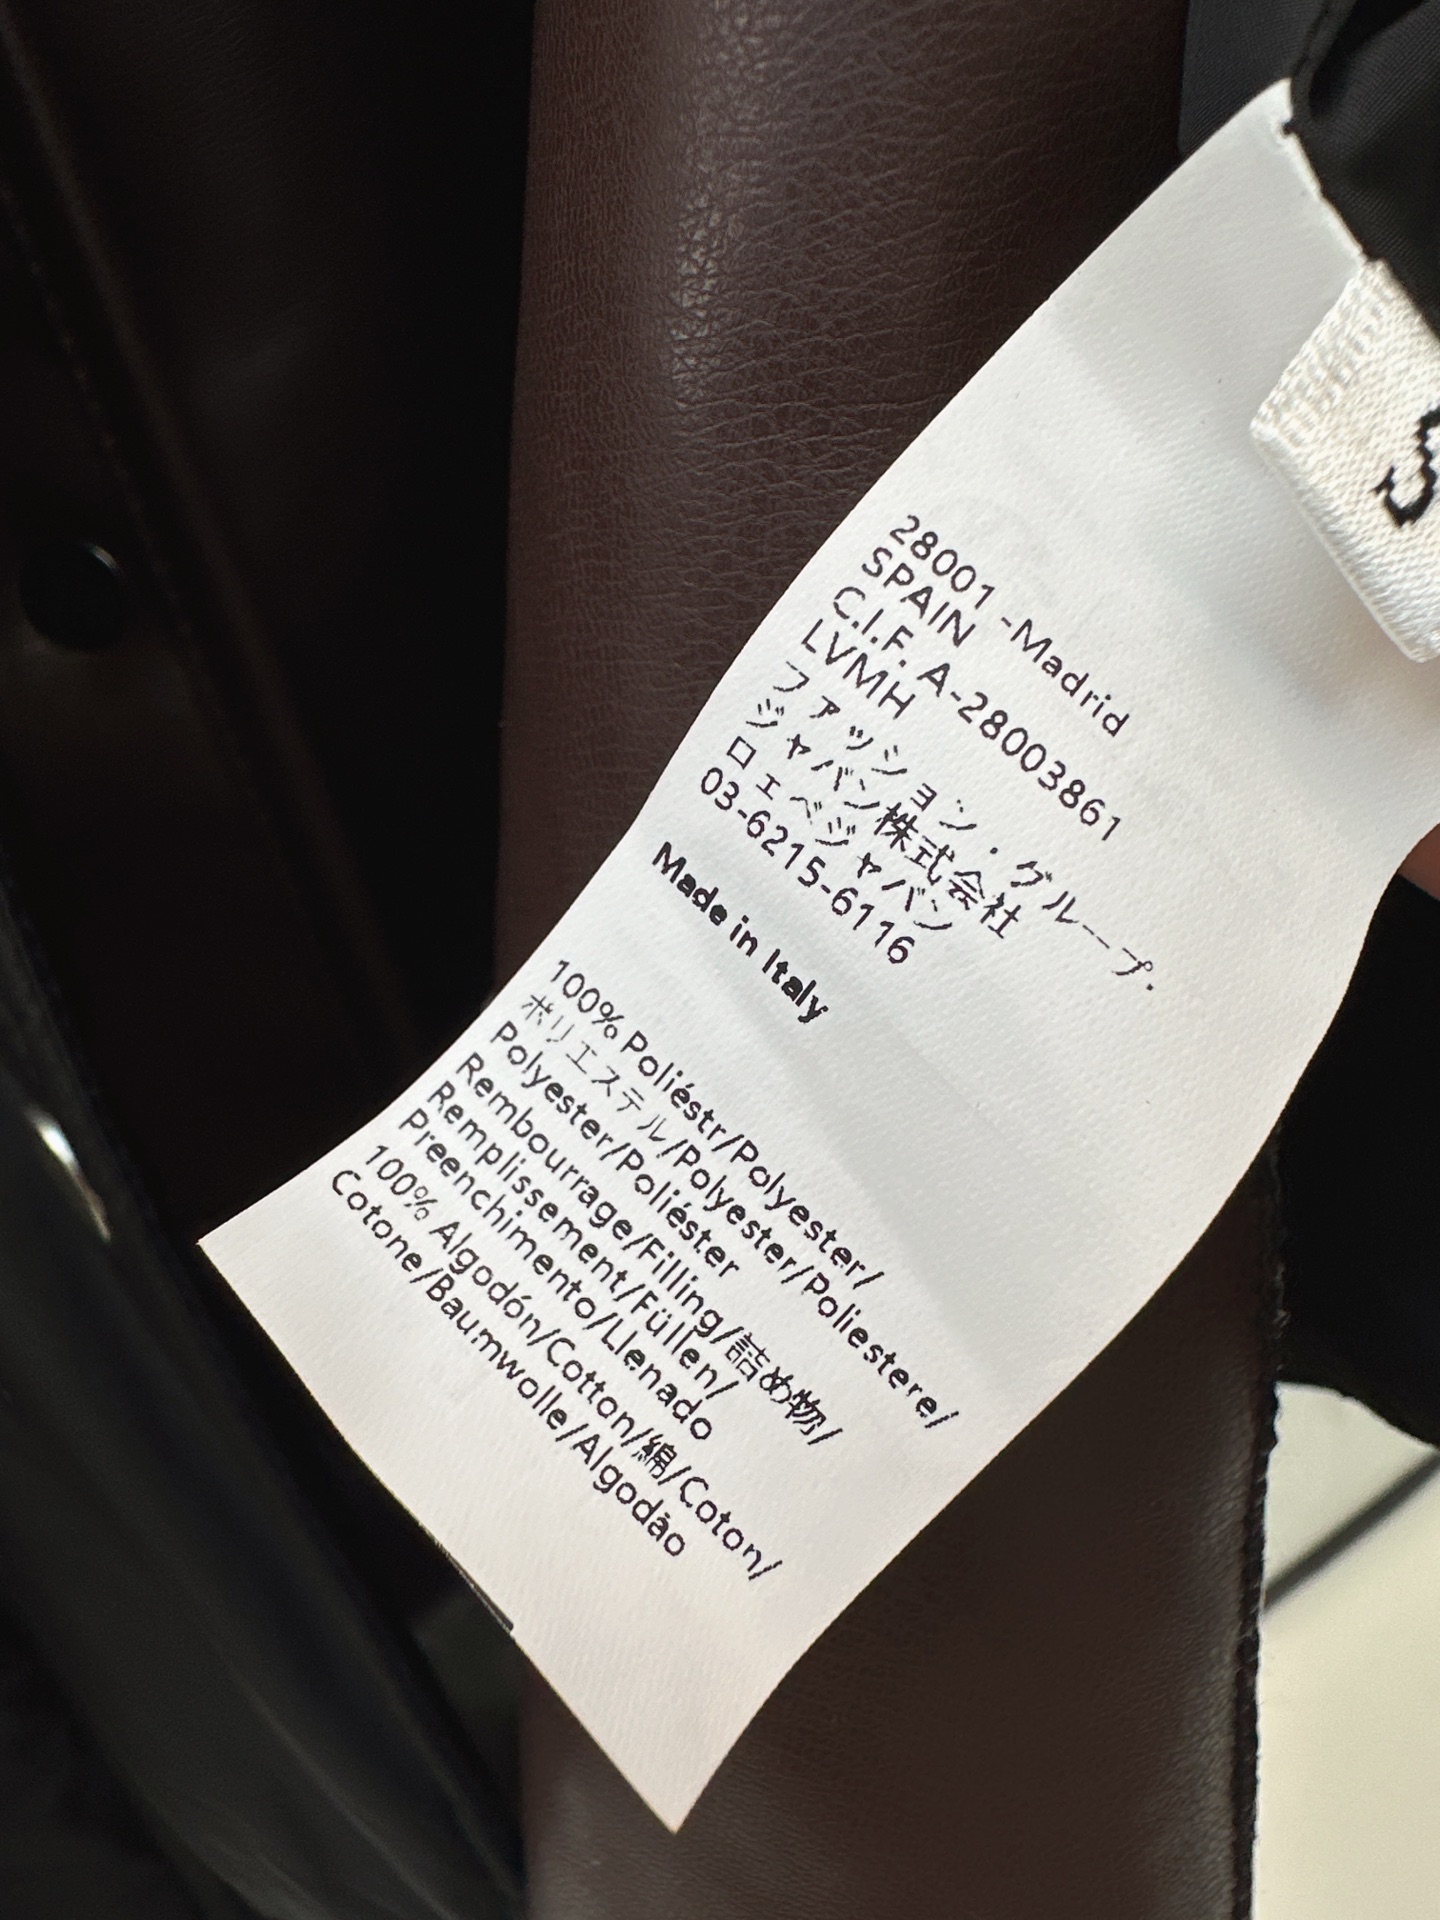 28001 -Madrid
SPAIN
C.I.F. A-28003861
LVMH
ファッション・グループ.
ジャパン株式会社
ロエベジャパン
03-6215-6116
Made in Italy
100% Poliéstr/Polyester/
ポリエステル/Polyester/Poliestere/
Polyester/Poliéster
Rembourrage/Filling/詰め物/
Remplissement/Füllen/
Preenchimento/Llenado
100% Algodón/Cotton/綿/Coton/
Cotone/Baumwolle/Algodão